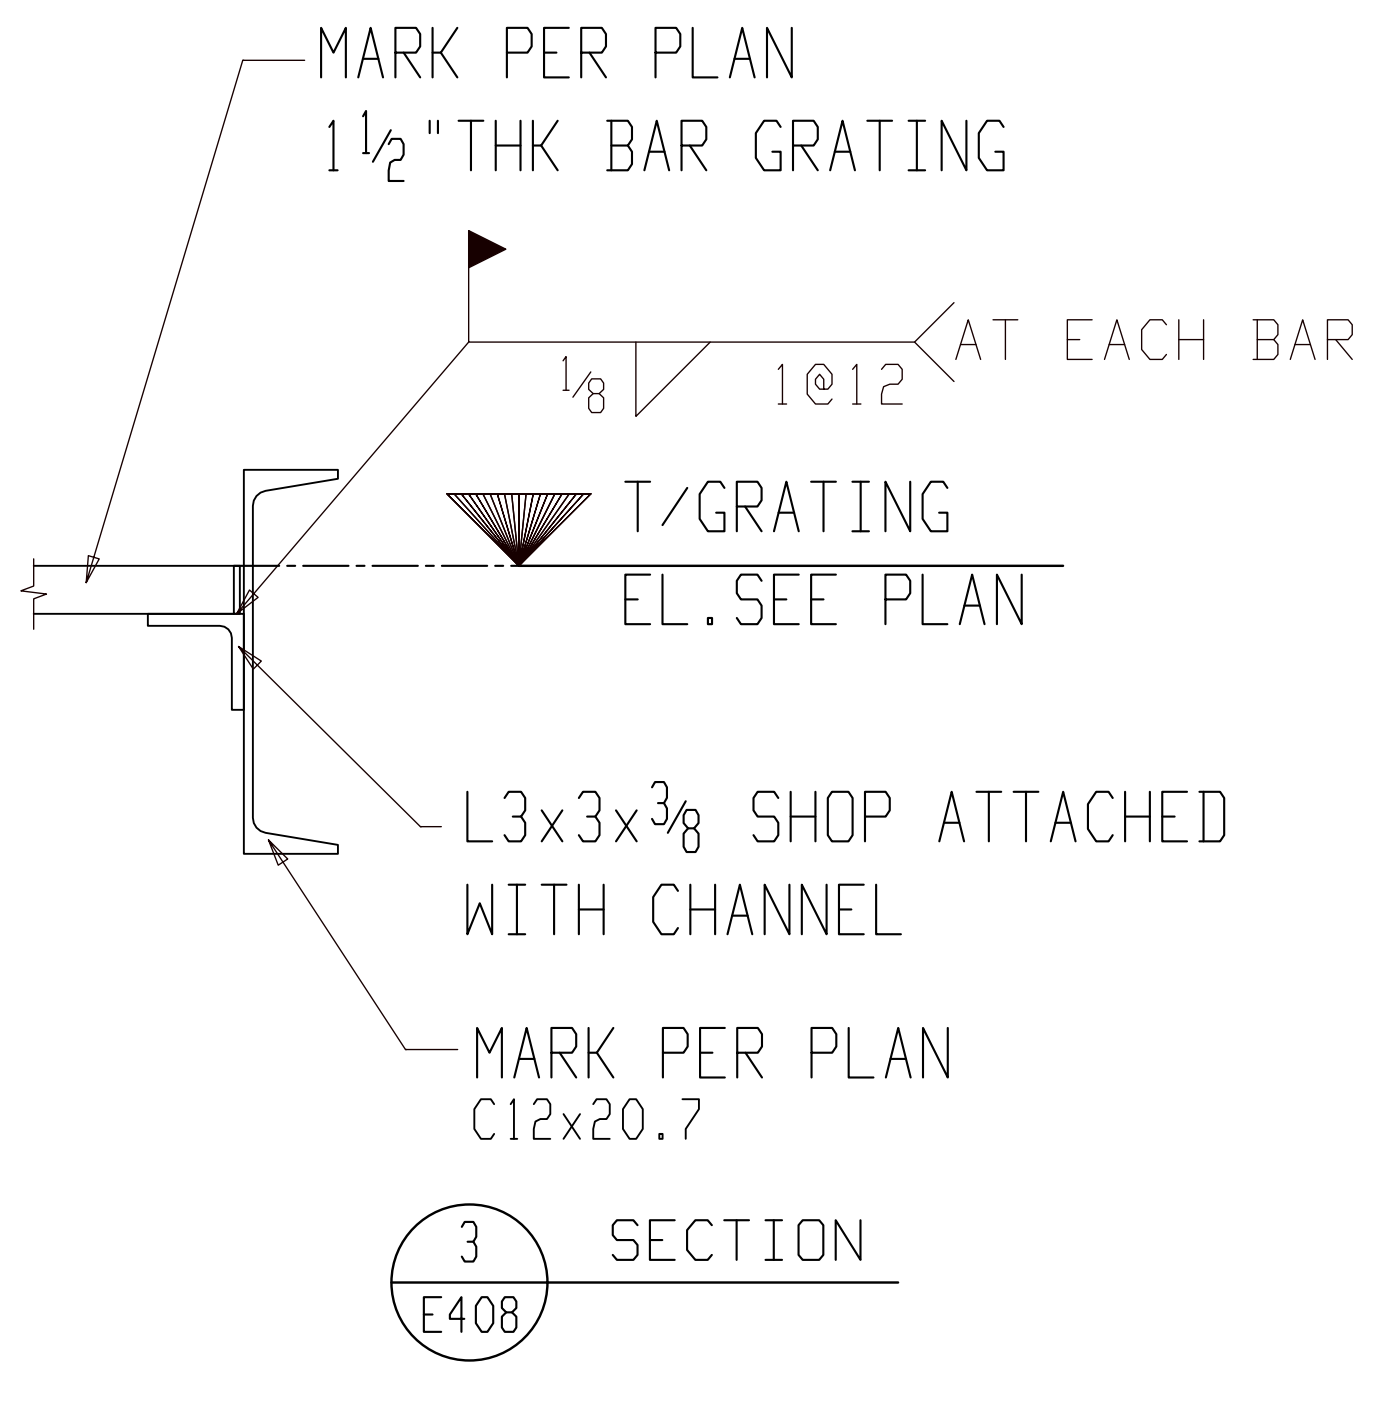 MARK PER PLAN
1 1/2" THK BAR GRATING
AT EACH BAR
1/8 1@12
T/GRATING
EL.SEE PLAN
L3x3x3/8 SHOP ATTACHED
WITH CHANNEL
MARK PER PLAN
C12x20.7
3 SECTION
E408